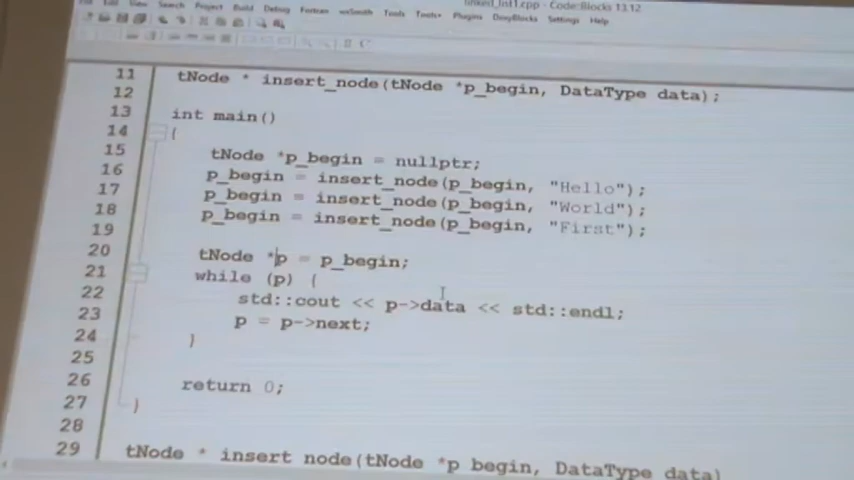 Search Project Build Debug Fortran wxSmith Tools Tools+ Plugins DoxyBlocks Settings Help
linked_list1.cpp - Code::Blocks 13.12
11 tNode * insert_node(tNode *p_begin, DataType data);
12
13 int main()
14 {
15 tNode *p_begin = nullptr;
16 p_begin = insert_node(p_begin, "Hello");
17 p_begin = insert_node(p_begin, "World");
18 p_begin = insert_node(p_begin, "First");
19
20 tNode *p = p_begin;
21 while (p) {
22 std::cout << p->data << std::endl;
23 p = p->next;
24 }
25
26 return 0;
27 }
28
29 tNode * insert_node(tNode *p_begin, DataType data)